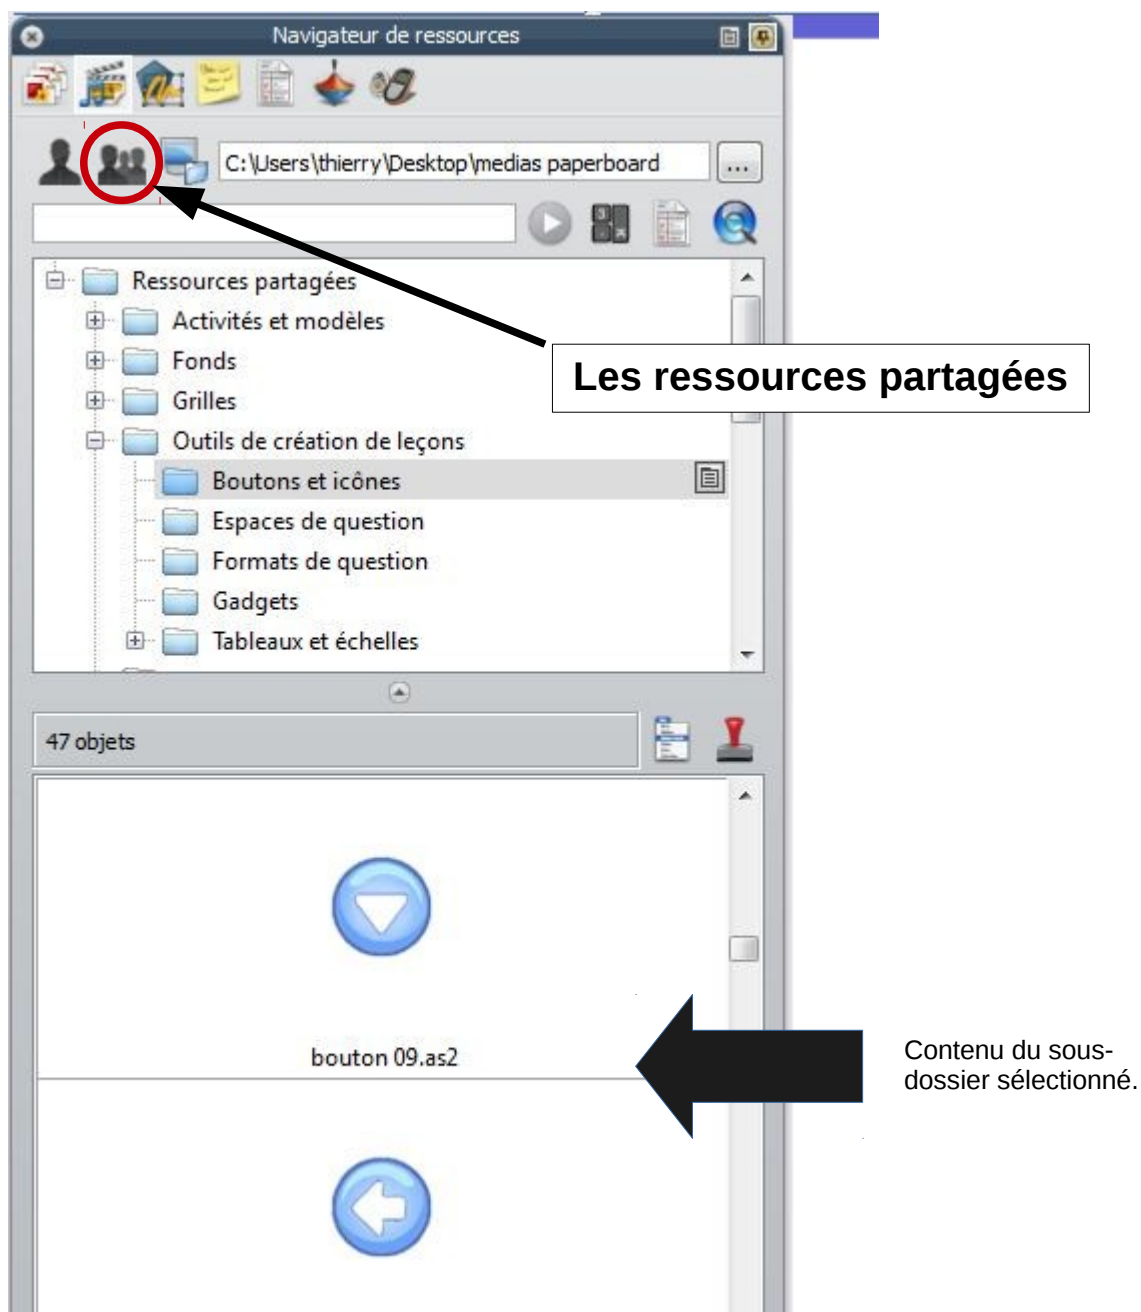 Navigateur de ressources
C:\Users\thierry\Desktop\medias paperboard
...
Ressources partagées
Activités et modèles
Fonds
Grilles
Les ressources partagées
Outils de création de leçons
Boutons et icônes
Espaces de question
Formats de question
Gadgets
Tableaux et échelles
47 objets
bouton 09.as2
Contenu du sous-
dossier sélectionné.